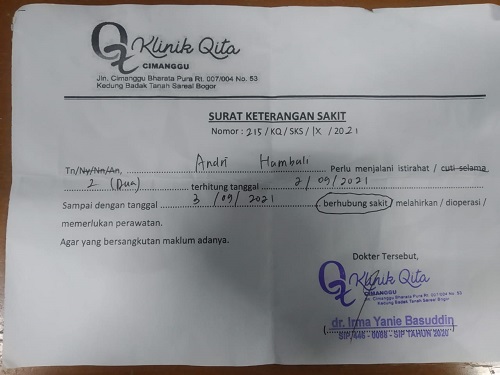 Klinik Qita
CIMANGGU
Jln. Cimanggu Bharata Pura Rt. 007/004 No. 53
Kedung Badak Tanah Sareal Bogor
SURAT KETERANGAN SAKIT
Nomor : 215/KQ/SKS/IX/2021
Tn/Ny/Nn/An, Andri Hambali Perlu menjalani istirahat / cuti selama
2 (Dua) terhitung tanggal 2/09/2021
Sampai dengan tanggal 3/09/2021 berhubung sakit / melahirkan / dioperasi /
memerlukan perawatan.
Agar yang bersangkutan maklum adanya.
Dokter Tersebut,
Klinik Qita
CIMANGGU
Jln. Cimanggu Bharata Pura Rt. 007/004 No. 53
Kedung Badak Tanah Sareal Bogor
dr. Irma Yanie Basuddin
SIP/446 - 0088 - SIP TAHUN 2020